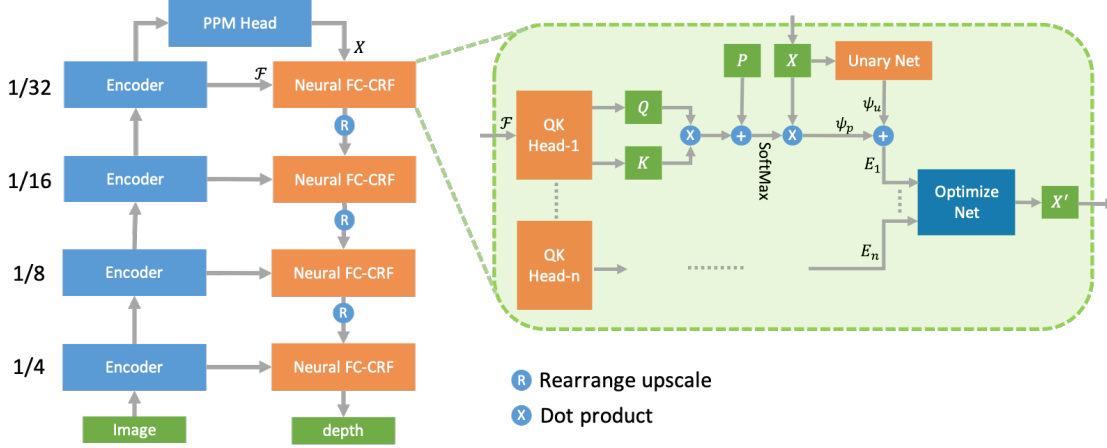 PPM Head
X
1/32
Encoder
ℱ
Neural FC-CRF
R
1/16
Encoder
Neural FC-CRF
R
1/8
Encoder
Neural FC-CRF
R
1/4
Encoder
Neural FC-CRF
Image
depth
P
X
Unary Net
ℱ
QK
Head-1
Q
K
X
+
SoftMax
X
ψp
ψu
+
E1
Optimize
Net
X′
QK
Head-n
En
R Rearrange upscale
X Dot product